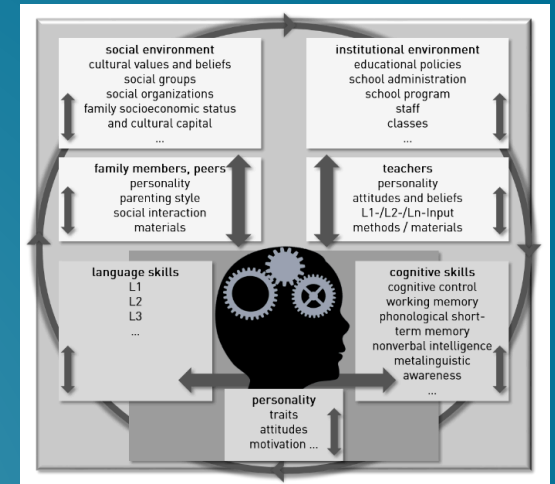 social environment
cultural values and beliefs
social groups
social organizations
family socioeconomic status
and cultural capital
...
institutional environment
educational policies
school administration
school program
staff
classes
...
family members, peers
personality
parenting style
social interaction
materials
teachers
personality
attitudes and beliefs
L1-/L2-/Ln-Input
methods / materials
language skills
L1
L2
L3
...
cognitive skills
cognitive control
working memory
phonological short-
term memory
nonverbal intelligence
metalinguistic
awareness
...
personality
traits
attitudes
motivation ...